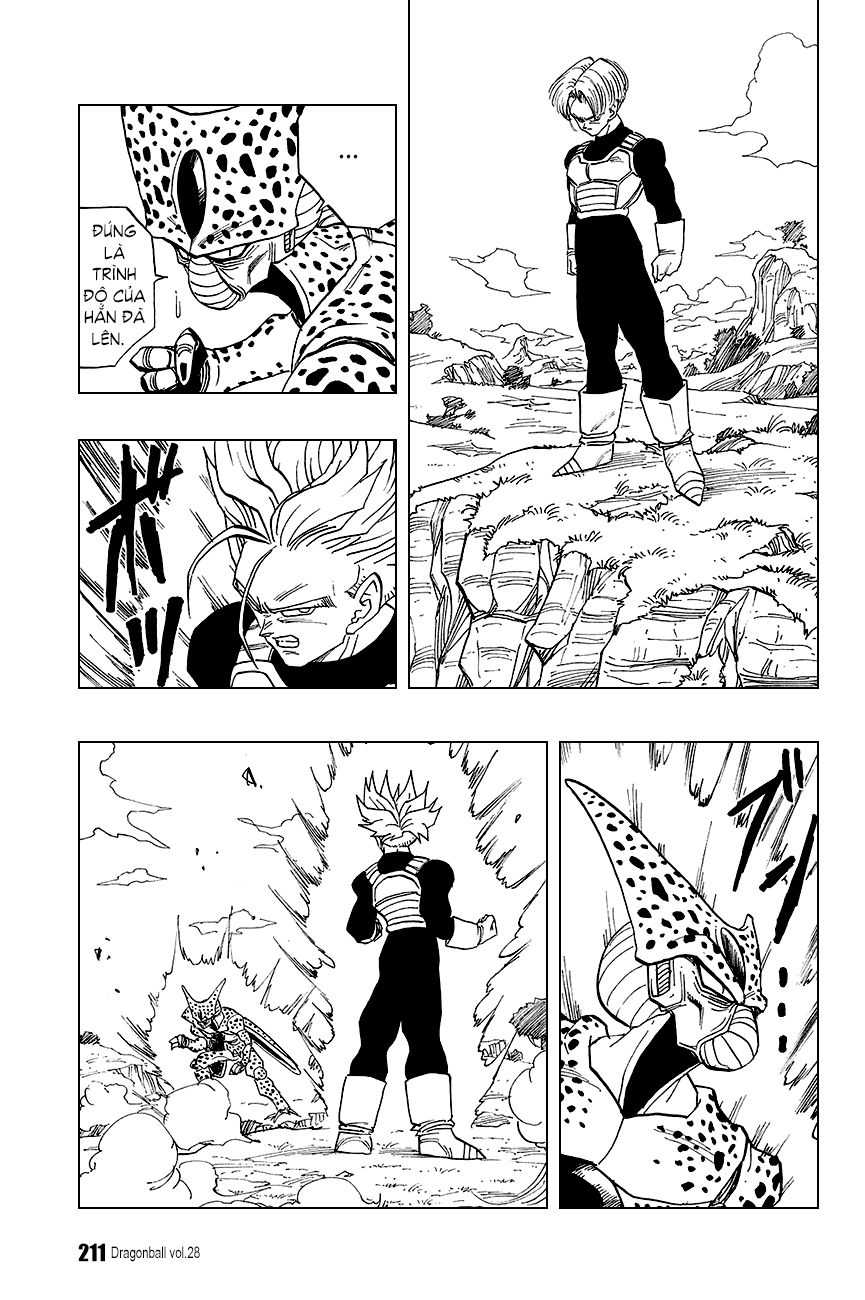 ...
ĐÚNG
LÀ
TRÌNH
ĐỘ CỦA
HẮN ĐÃ
LÊN.
211 Dragonball vol.28